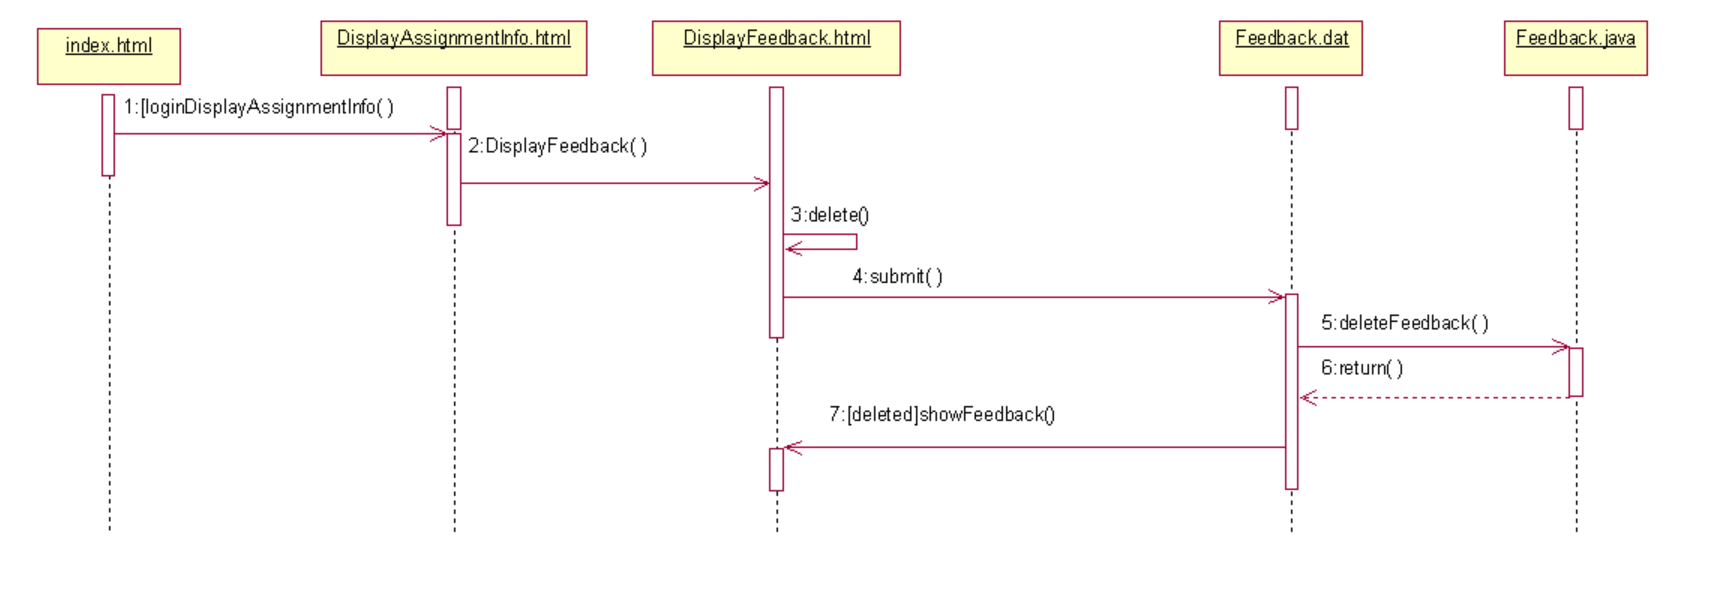 index.html
DisplayAssignmentInfo.html
DisplayFeedback.html
Feedback.dat
Feedback.java
1:[loginDisplayAssignmentInfo( )
2:DisplayFeedback( )
3:delete()
4:submit( )
5:deleteFeedback( )
6:return( )
7:[deleted]showFeedback()